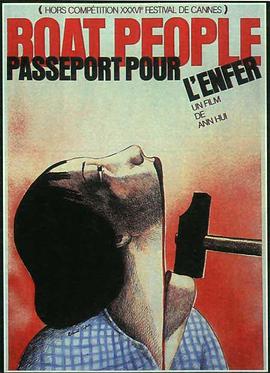 ( HORS COMPÉTITION XXXVIᵉ FESTIVAL DE CANNES )
BOAT PEOPLE
PASSEPORT POUR
L'ENFER
UN FILM
DE
ANN HUI